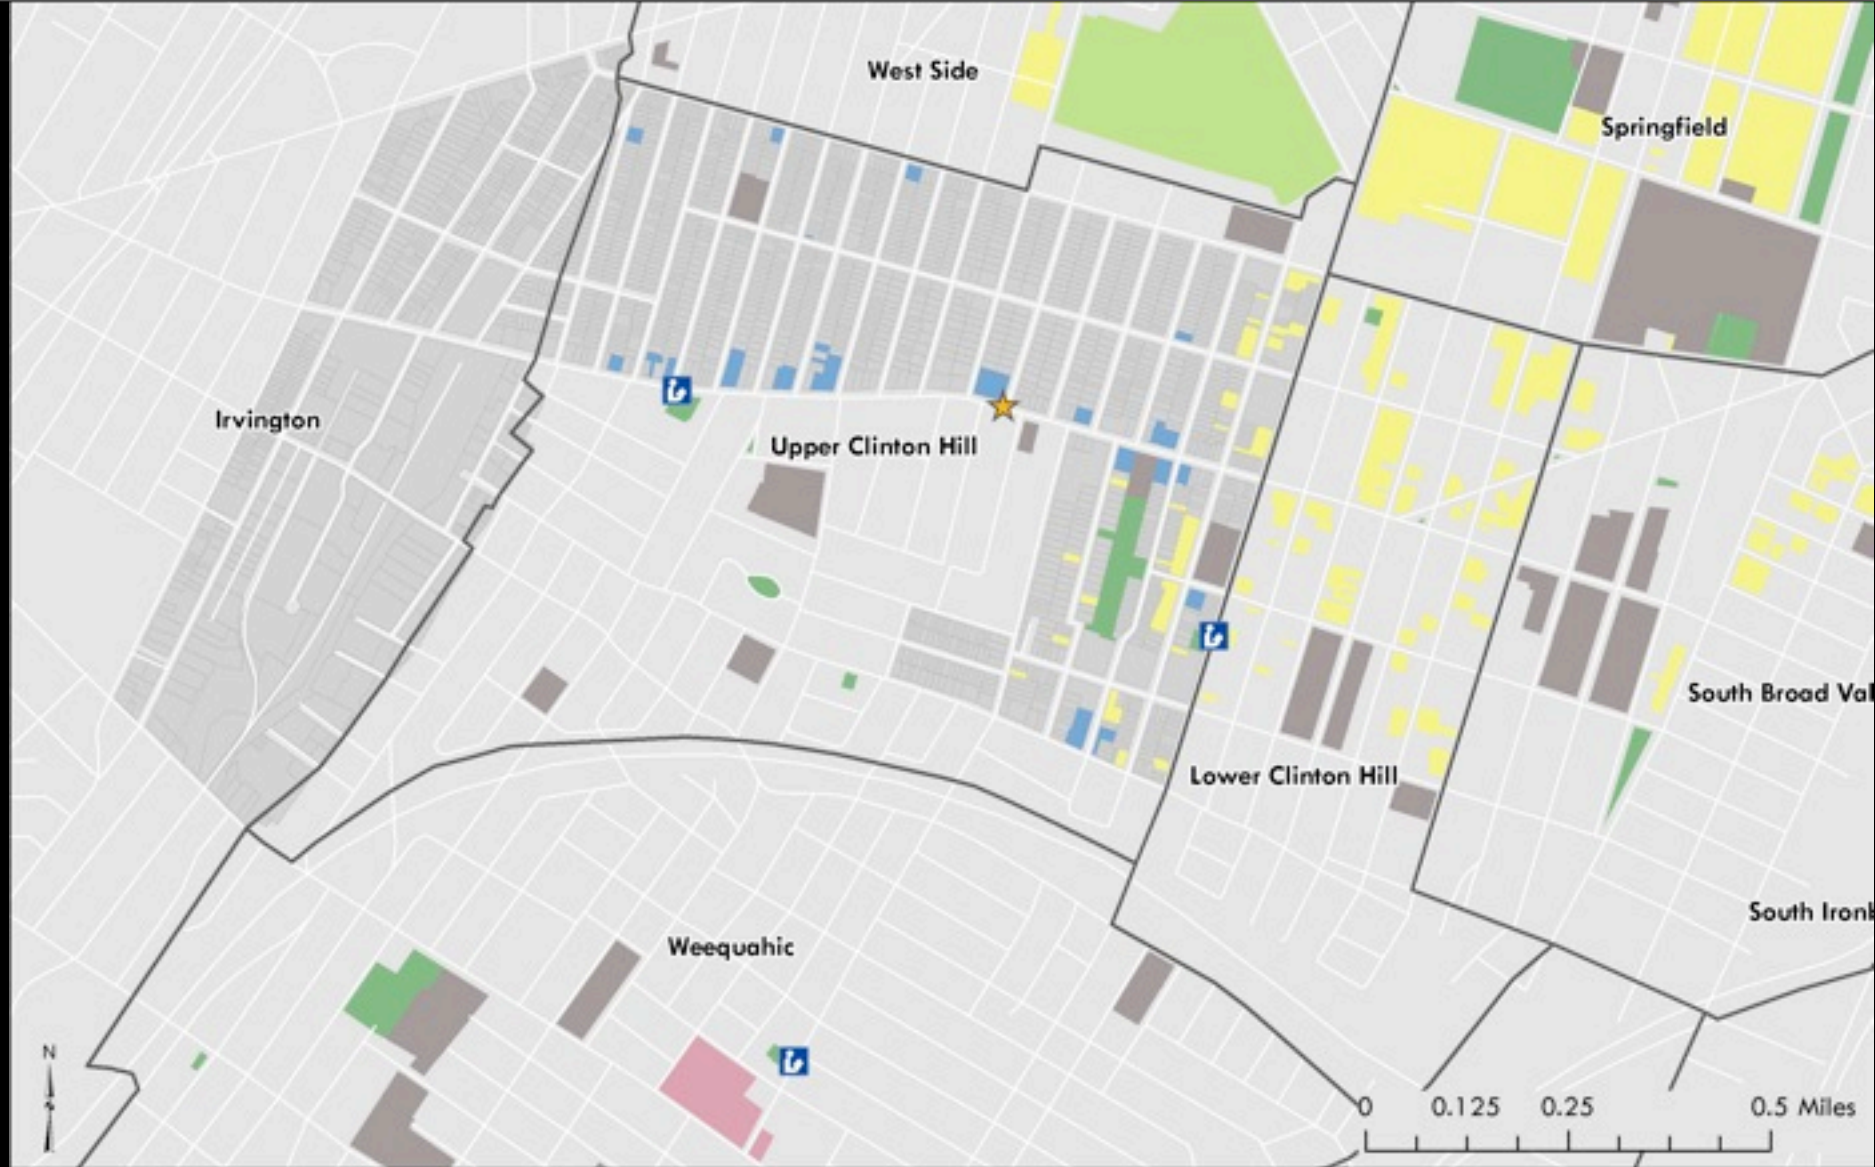 West Side
Springfield
Irvington
Upper Clinton Hill
South Broad Val
Lower Clinton Hill
South Iron
Weequahic
N
0 0.125 0.25 0.5 Miles